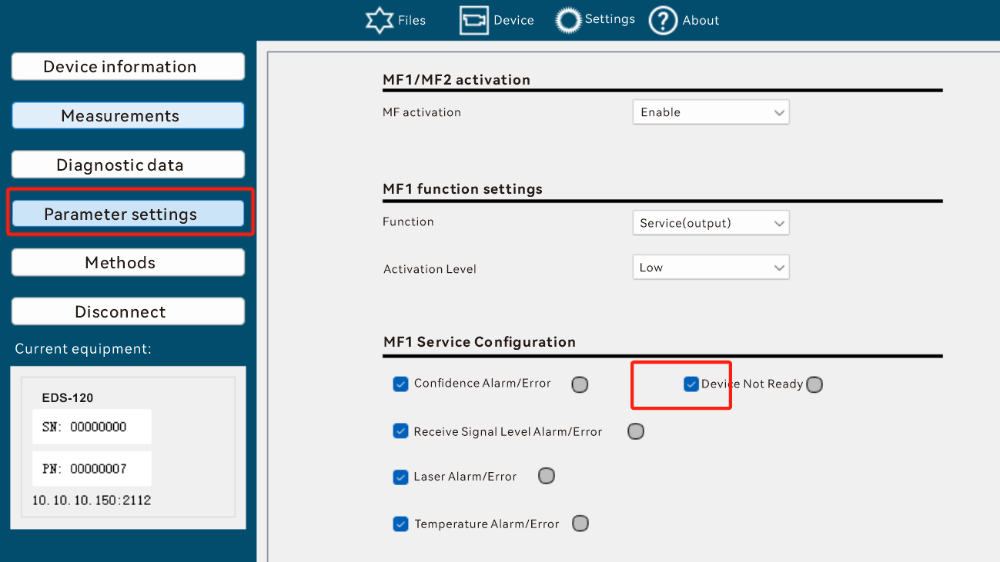 Files Device Settings ? About
Device information
Measurements
Diagnostic data
Parameter settings
Methods
Disconnect
Current equipment:
EDS-120
SN: 00000000
PN: 00000007
10.10.10.150:2112
MF1/MF2 activation
MF activation Enable
MF1 function settings
Function Service(output)
Activation Level Low
MF1 Service Configuration
Confidence Alarm/Error Device Not Ready
Receive Signal Level Alarm/Error
Laser Alarm/Error
Temperature Alarm/Error